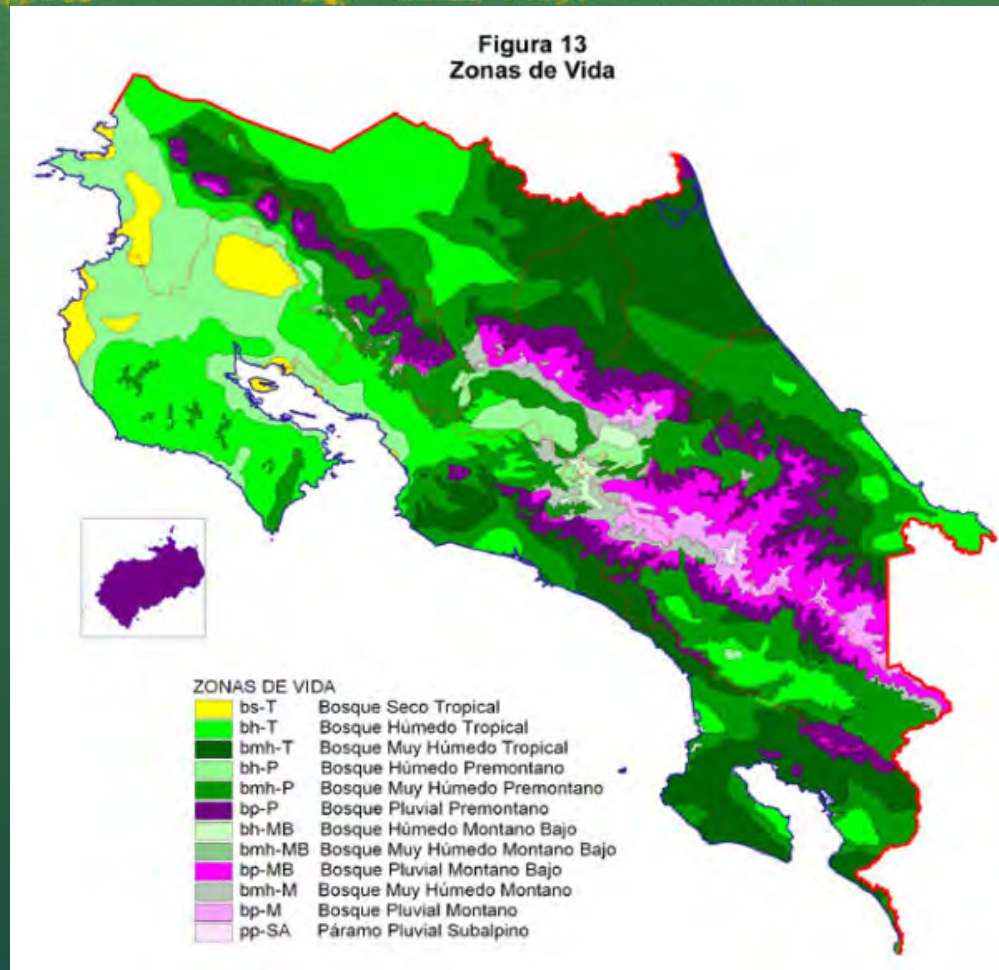 Figura 13
Zonas de Vida
ZONAS DE VIDA
bs-T Bosque Seco Tropical
bh-T Bosque Húmedo Tropical
bmh-T Bosque Muy Húmedo Tropical
bh-P Bosque Húmedo Premontano
bmh-P Bosque Muy Húmedo Premontano
bp-P Bosque Pluvial Premontano
bh-MB Bosque Húmedo Montano Bajo
bmh-MB Bosque Muy Húmedo Montano Bajo
bp-MB Bosque Pluvial Montano Bajo
bmh-M Bosque Muy Húmedo Montano
bp-M Bosque Pluvial Montano
pp-SA Páramo Pluvial Subalpino